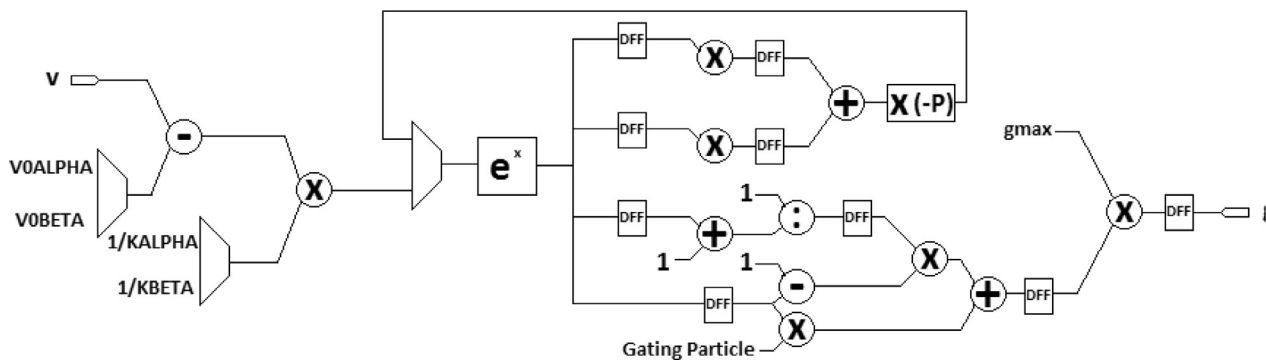 DFF
X
DFF
V
+
X (-P)
-
DFF
X
DFF
gmax
V0ALPHA
e^x
V0BETA
X
X
DFF
g
1
DFF
:
DFF
1/KALPHA
+
1
X
1
1/KBETA
-
+
DFF
DFF
X
Gating Particle